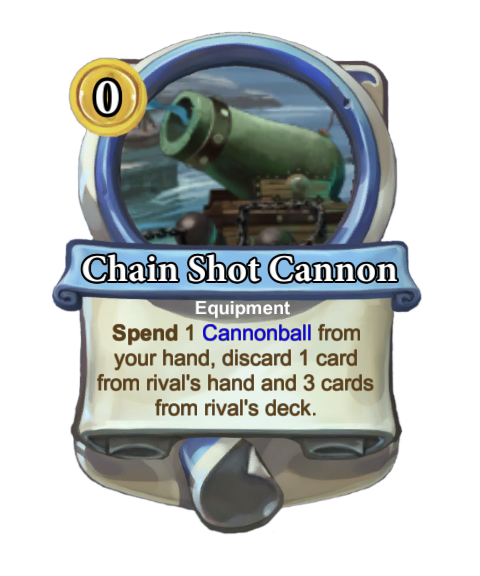 0
Chain Shot Cannon
Equipment
Spend 1 Cannonball from
your hand, discard 1 card
from rival's hand and 3 cards
from rival's deck.